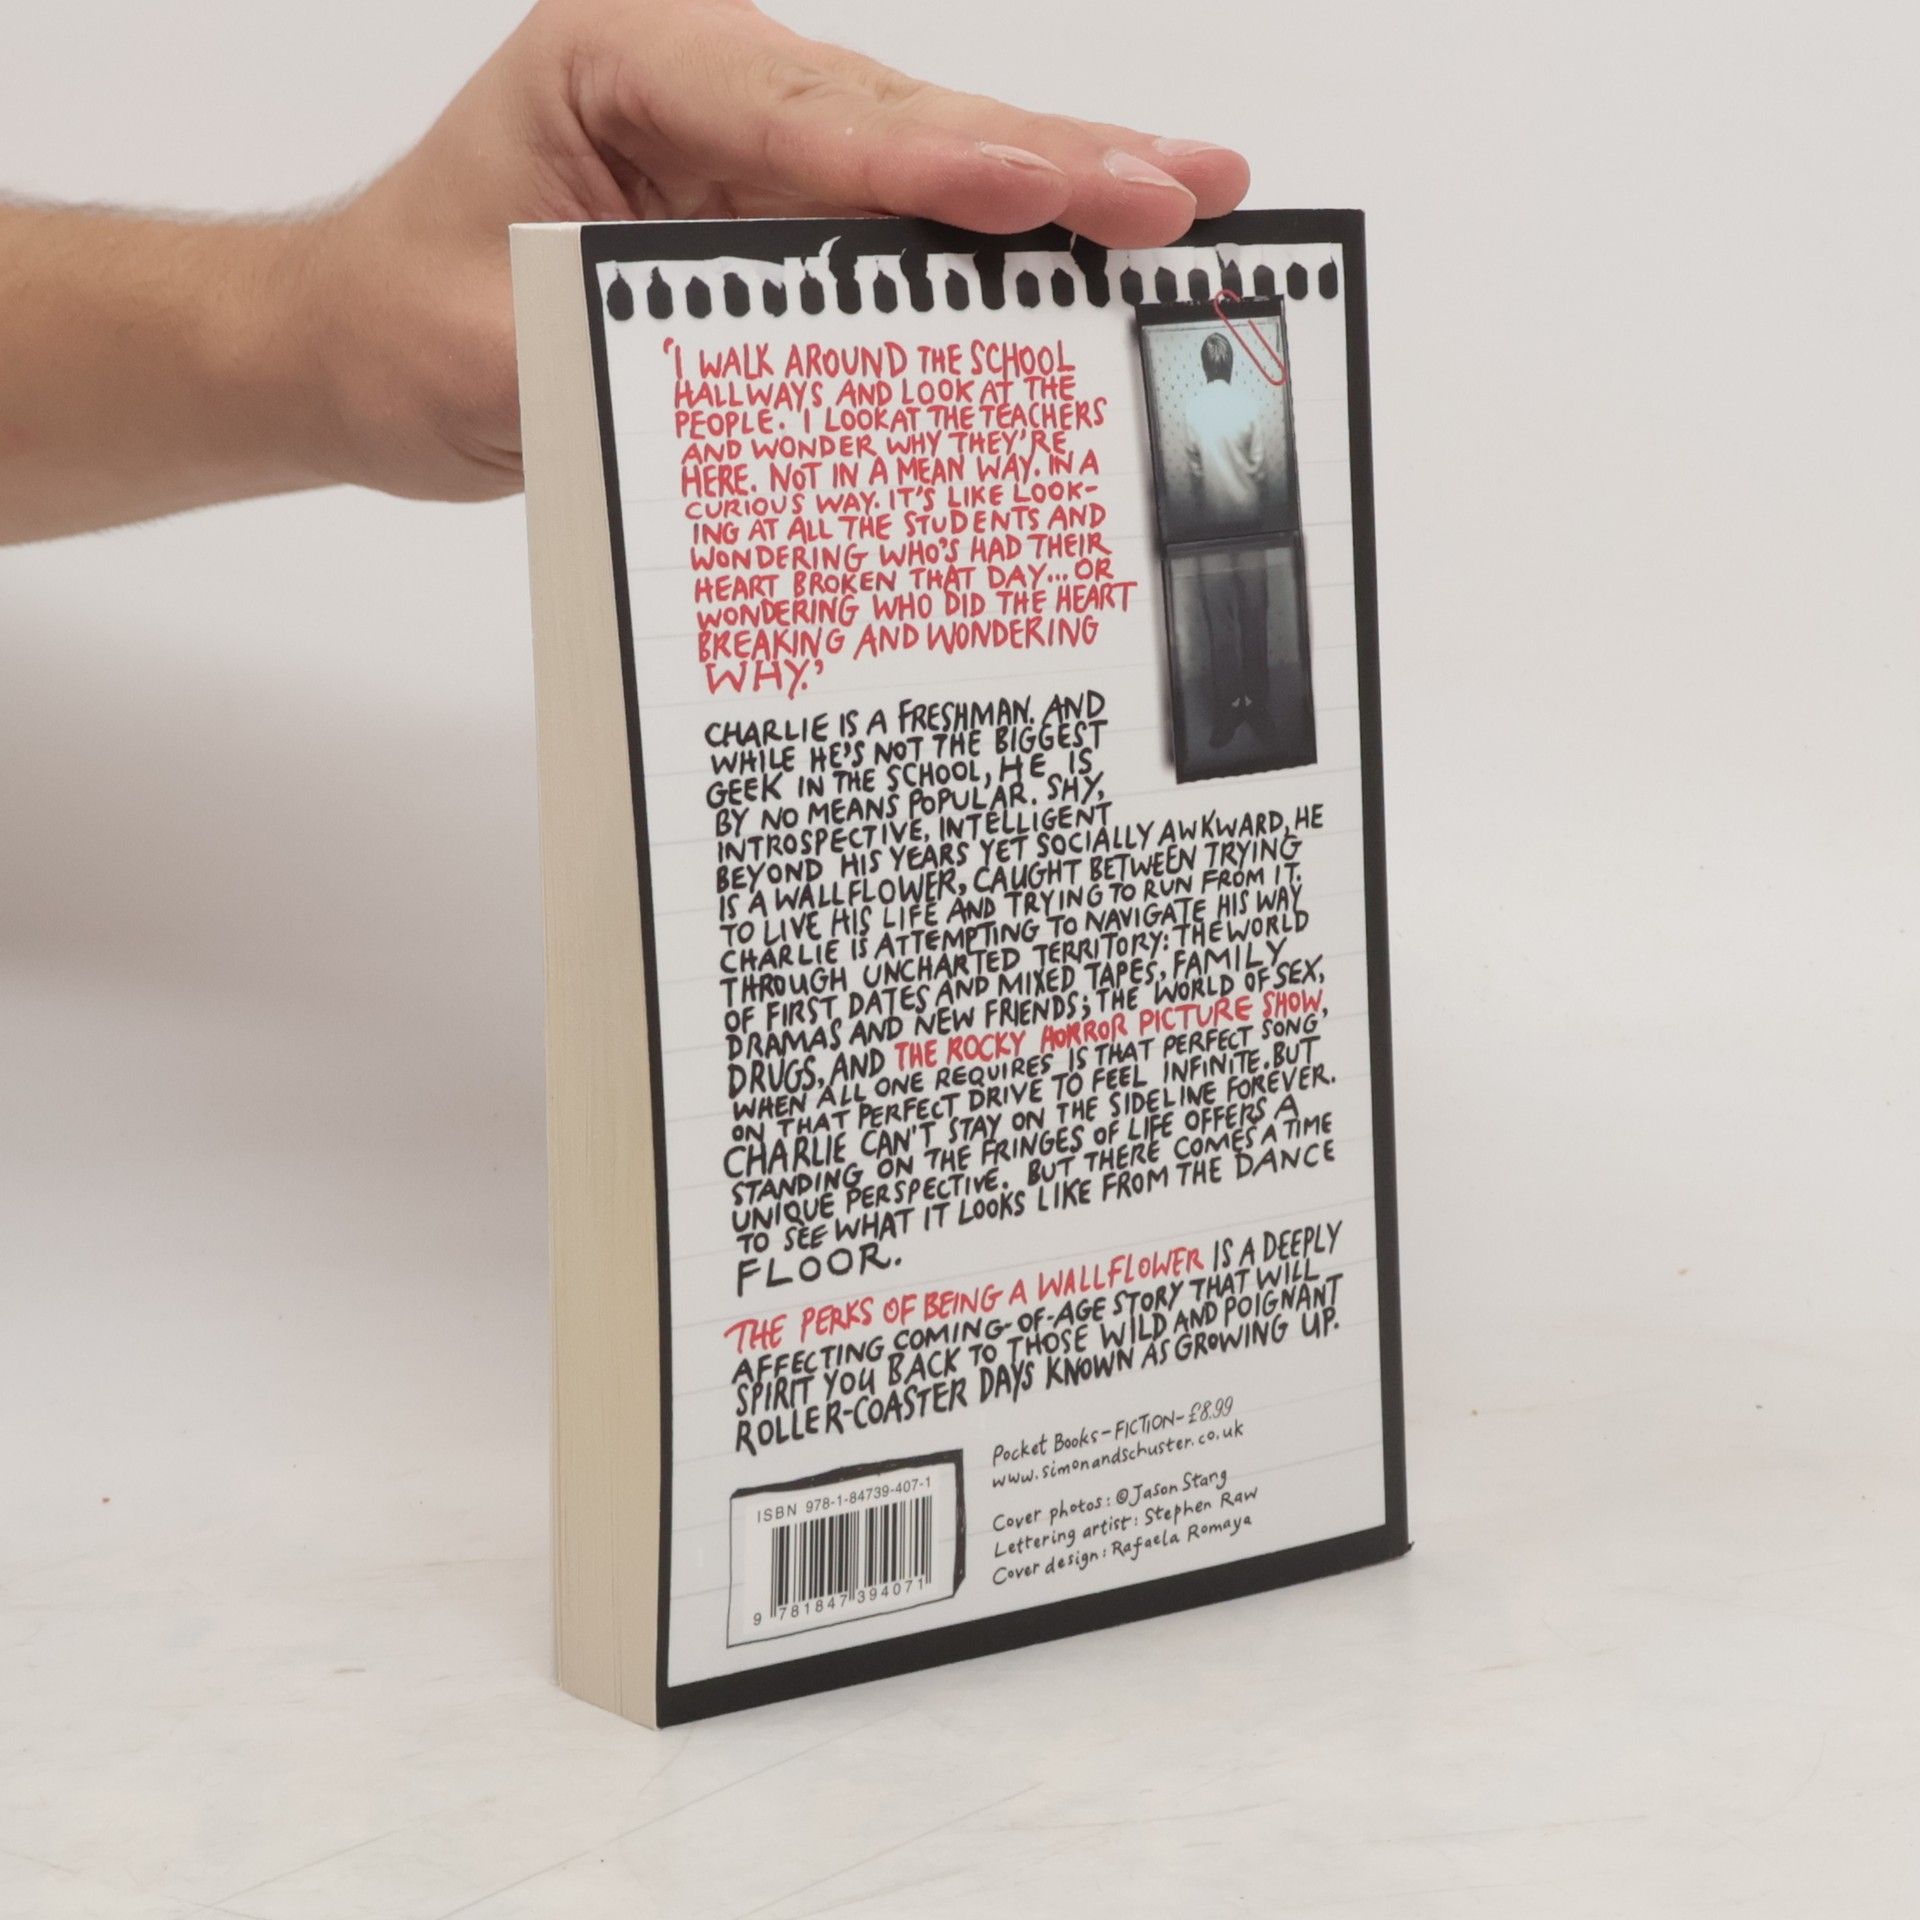 'I WALK AROUND THE SCHOOL
HALLWAYS AND LOOK AT THE
PEOPLE. I LOOK AT THE TEACHERS
AND WONDER WHY THEY'RE
HERE. NOT IN A MEAN WAY. IN A
CURIOUS WAY. IT'S LIKE LOOK-
ING AT ALL THE STUDENTS AND
WONDERING WHO'S HAD THEIR
HEART BROKEN THAT DAY... OR
WONDERING WHO DID THE HEART
BREAKING AND WONDERING
WHY.'
CHARLIE IS A FRESHMAN. AND
WHILE HE'S NOT THE BIGGEST
GEEK IN THE SCHOOL, HE IS
BY NO MEANS POPULAR. SHY,
INTROSPECTIVE, INTELLIGENT
BEYOND HIS YEARS YET SOCIALLY AWKWARD, HE
IS A WALLFLOWER, CAUGHT BETWEEN TRYING
TO LIVE HIS LIFE AND TRYING TO RUN FROM IT.
CHARLIE IS ATTEMPTING TO NAVIGATE HIS WAY
THROUGH UNCHARTED TERRITORY: THE WORLD
OF FIRST DATES AND MIXED TAPES, FAMILY
DRAMAS AND NEW FRIENDS; THE WORLD OF SEX,
DRUGS, AND THE ROCKY HORROR PICTURE SHOW,
WHEN ALL ONE REQUIRES IS THAT PERFECT SONG
ON THAT PERFECT DRIVE TO FEEL INFINITE. BUT
CHARLIE CAN'T STAY ON THE SIDELINE FOREVER.
STANDING ON THE FRINGES OF LIFE OFFERS A
UNIQUE PERSPECTIVE. BUT THERE COMES A TIME
TO SEE WHAT IT LOOKS LIKE FROM THE DANCE
FLOOR.
THE PERKS OF BEING A WALLFLOWER IS A DEEPLY
AFFECTING COMING-OF-AGE STORY THAT WILL
SPIRIT YOU BACK TO THOSE WILD AND POIGNANT
ROLLER-COASTER DAYS KNOWN AS GROWING UP.
Pocket Books-FICTION-£8.99
www.simonandschuster.co.uk
Cover photos: ©Jason Stang
Lettering artist: Stephen Raw
Cover design: Rafaela Romaya
ISBN 978-1-84739-407-1
9 781847 394071